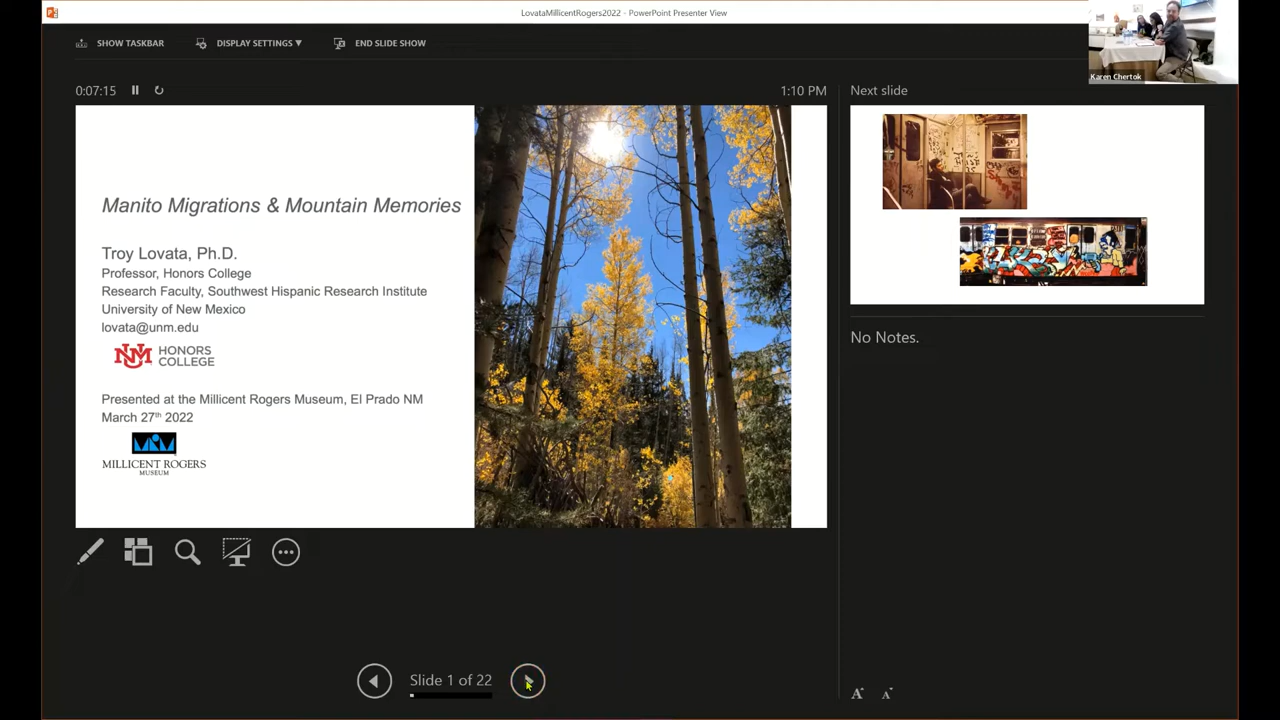 LovataMillicentRogers2022 - PowerPoint Presenter View
SHOW TASKBAR
DISPLAY SETTINGS ▼
END SLIDE SHOW
Karen Chertok
0:07:15
1:10 PM
Next slide
Manito Migrations & Mountain Memories
Troy Lovata, Ph.D.
Professor, Honors College
Research Faculty, Southwest Hispanic Research Institute
University of New Mexico
lovata@unm.edu
HONORS
COLLEGE
Presented at the Millicent Rogers Museum, El Prado NM
March 27th 2022
MRM
MILLICENT ROGERS
MUSEUM
No Notes.
Slide 1 of 22
A A